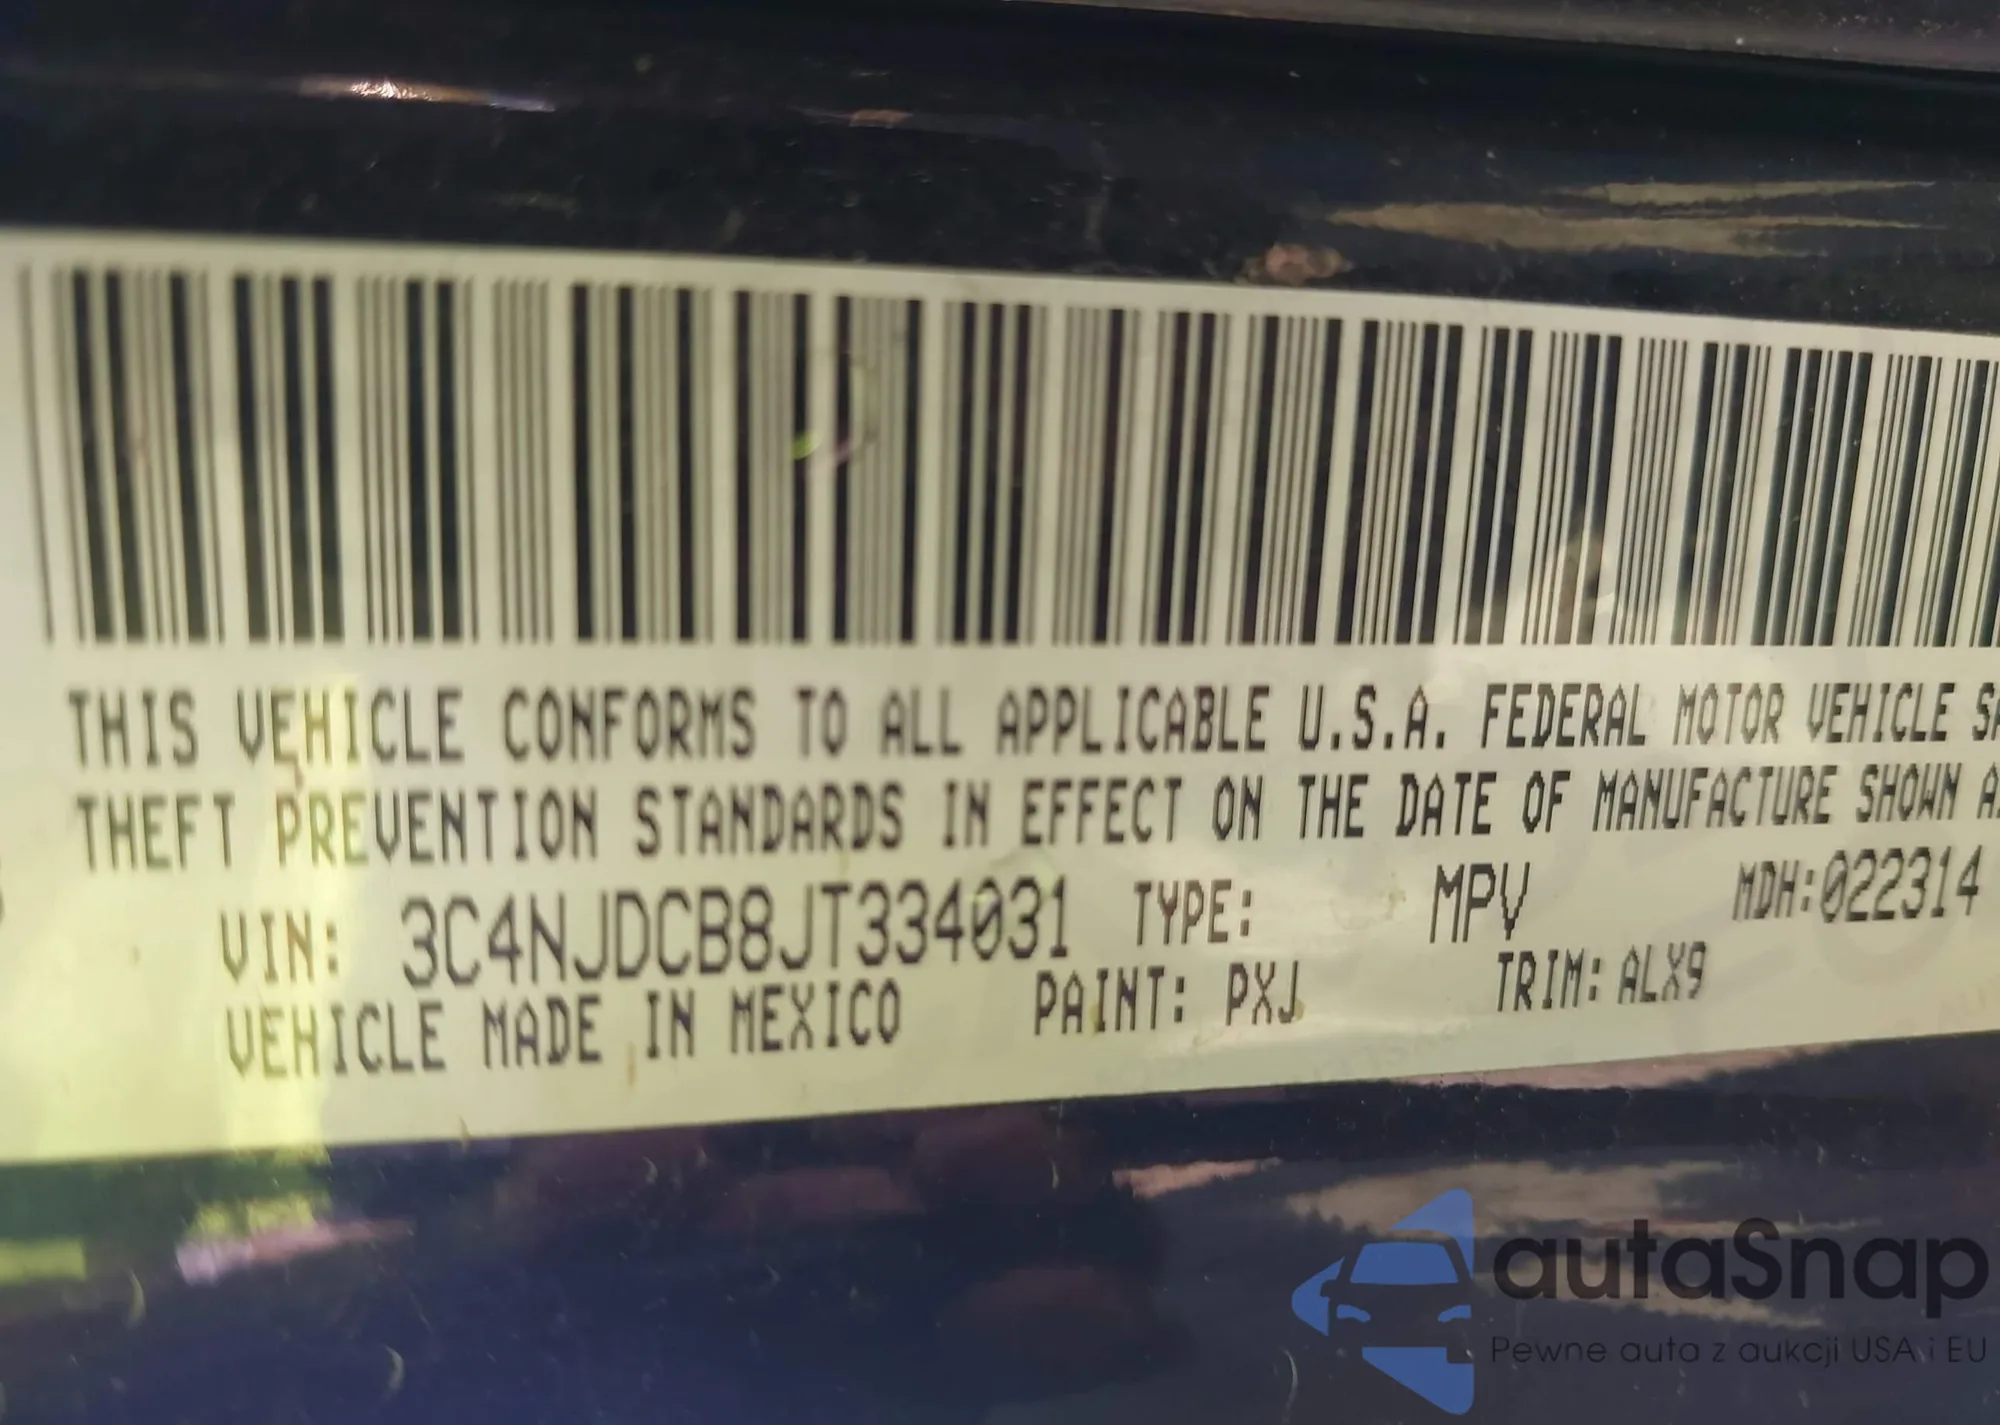 THIS VEHICLE CONFORMS TO ALL APPLICABLE U.S.A. FEDERAL MOTOR VEHICLE SA
THEFT PREVENTION STANDARDS IN EFFECT ON THE DATE OF MANUFACTURE SHOWN A
VIN: 3C4NJDCB8JT334031 TYPE: MPV MDH:022314
VEHICLE MADE IN MEXICO PAINT: PXJ TRIM: ALX9
autaSnap
Pewne auta z aukcji USA i EU